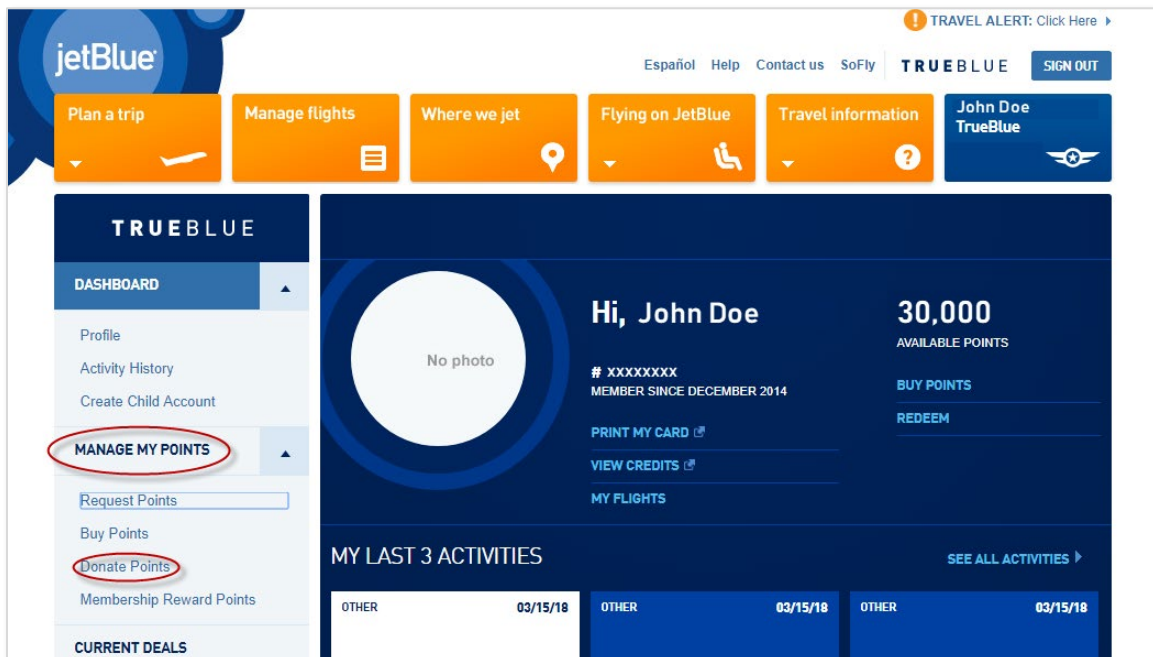 TRAVEL ALERT: Click Here
jetBlue
Español Help Contact us SoFly TRUEBLUE SIGN OUT
Plan a trip
Manage flights
Where we jet
Flying on JetBlue
Travel information
John Doe
TrueBlue
TRUEBLUE
DASHBOARD
Profile
Activity History
Create Child Account
MANAGE MY POINTS
Request Points
Buy Points
Donate Points
Membership Reward Points
CURRENT DEALS
No photo
Hi, John Doe
# XXXXXXXX
MEMBER SINCE DECEMBER 2014
PRINT MY CARD
VIEW CREDITS
MY FLIGHTS
30,000
AVAILABLE POINTS
BUY POINTS
REDEEM
MY LAST 3 ACTIVITIES
SEE ALL ACTIVITIES
OTHER 03/15/18
OTHER 03/15/18
OTHER 03/15/18